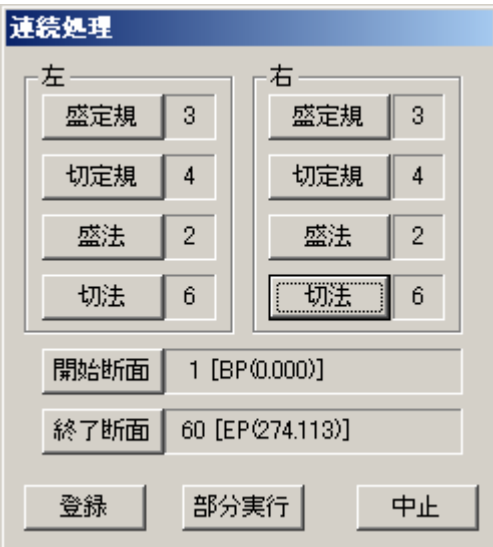 連続処理
左 右
盛定規 3 盛定規 3
切定規 4 切定規 4
盛法 2 盛法 2
切法 6 切法 6
開始断面 1 [BP(0.000)]
終了断面 60 [EP(274.113)]
登録 部分実行 中止